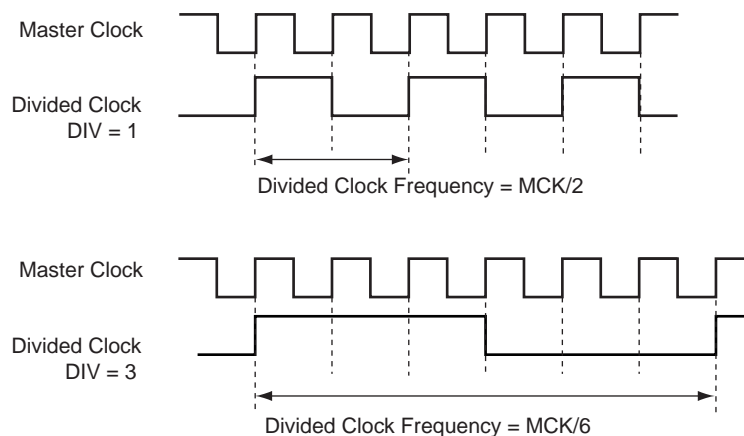 Master Clock
Divided Clock
DIV = 1
Divided Clock Frequency = MCK/2
Master Clock
Divided Clock
DIV = 3
Divided Clock Frequency = MCK/6